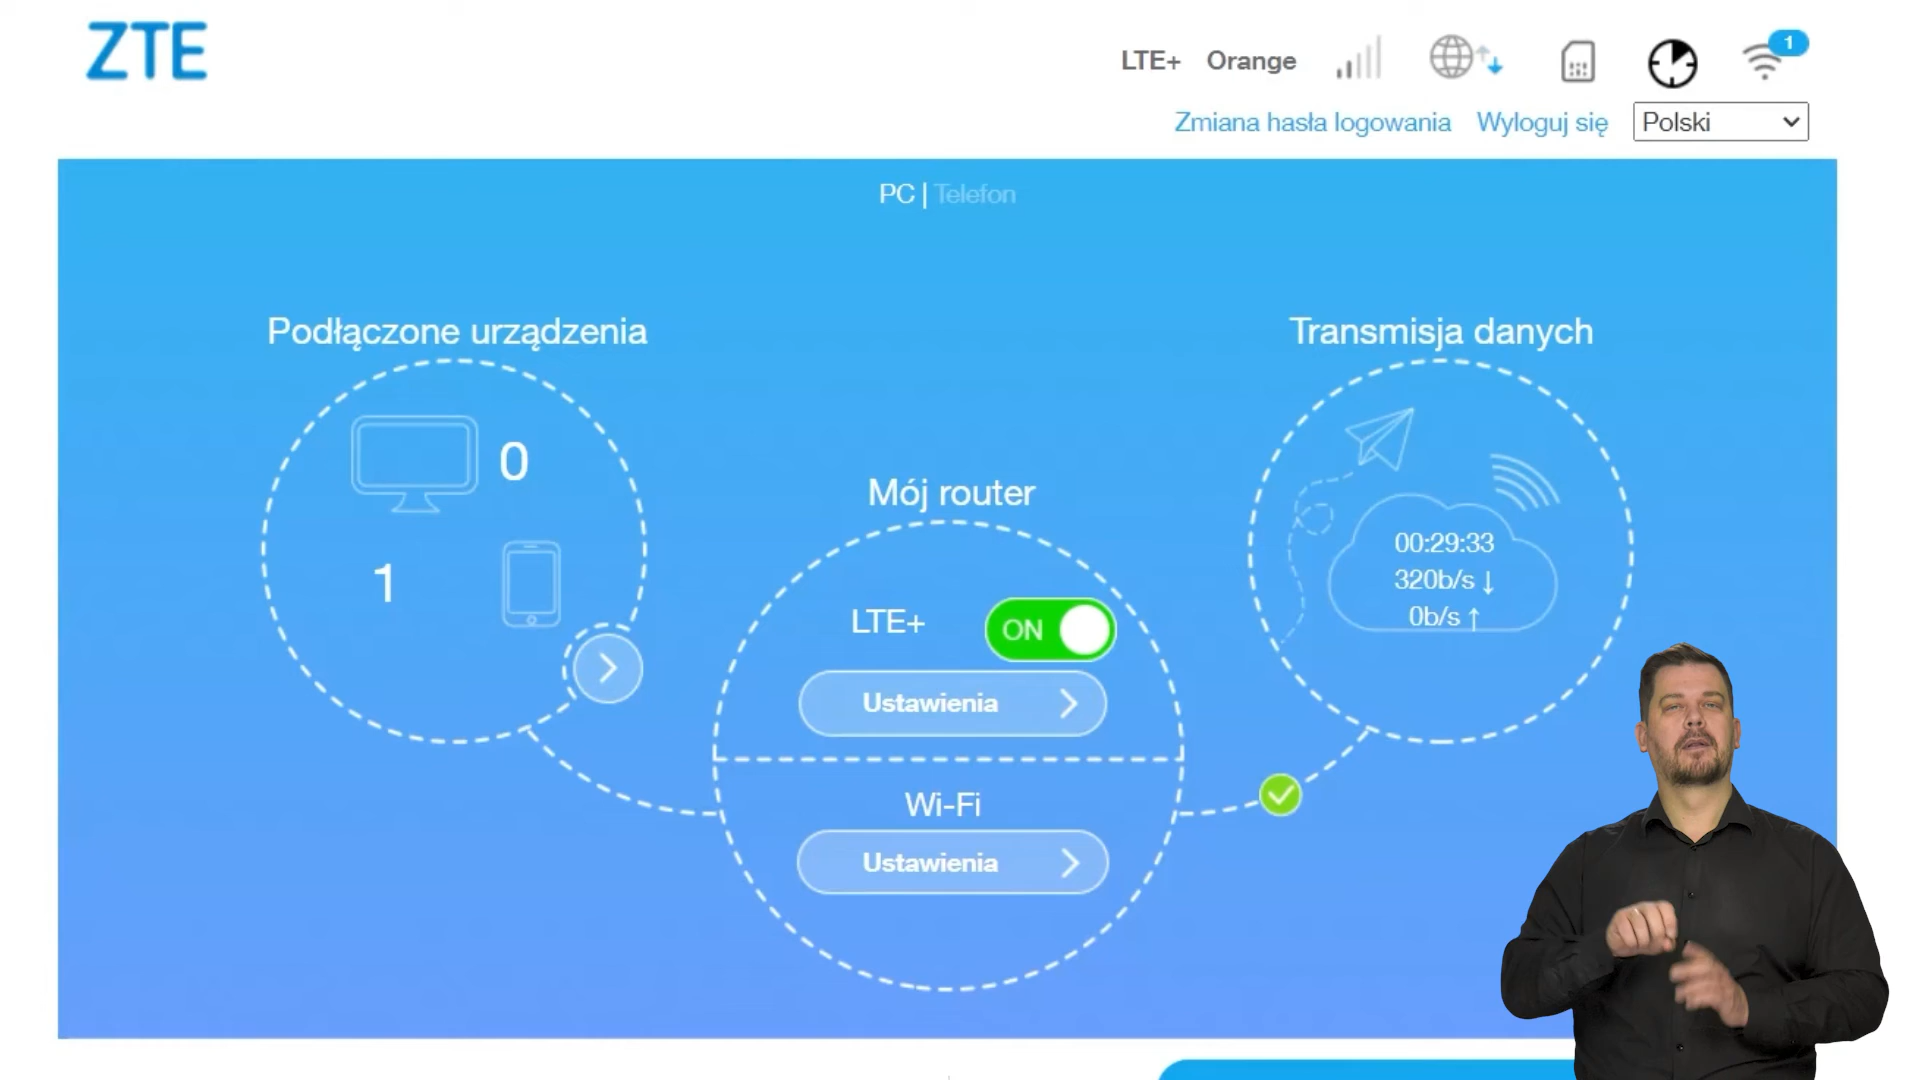 ZTE
LTE+ Orange
1
Zmiana hasła logowania Wyloguj się Polski
PC | Telefon
Podłączone urządzenia
0
1
Mój router
LTE+ ON
Ustawienia
Wi-Fi
Ustawienia
Transmisja danych
00:29:33
320b/s ↓
0b/s ↑